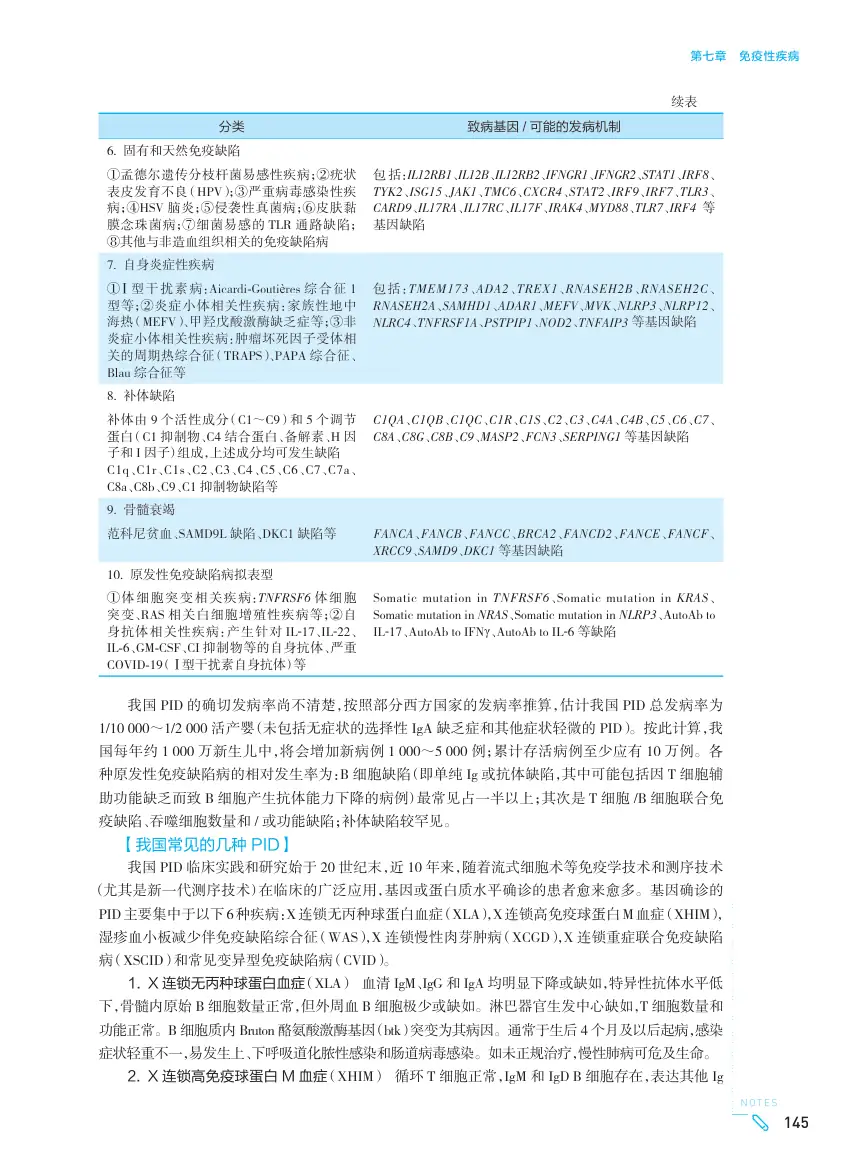 第七章 免疫性疾病
续表
分类 致病基因 / 可能的发病机制
6. 固有和天然免疫缺陷
①孟德尔遗传分枝杆菌易感性疾病;②疣状
表皮发育不良(HPV);③严重病毒感染性疾
病;④HSV 脑炎;⑤侵袭性真菌病;⑥皮肤黏
膜念珠菌病;⑦细菌易感的 TLR 通路缺陷;
⑧其他与非造血组织相关的免疫缺陷病
包括:IL12RB1、IL12B、IL12RB2、IFNGR1、IFNGR2、STAT1、IRF8、
TYK2、ISG15、JAK1、TMC6、CXCR4、STAT2、IRF9、IRF7、TLR3、
CARD9、IL17RA、IL17RC、IL17F、IRAK4、MYD88、TLR7、IRF4 等
基因缺陷
7. 自身炎症性疾病
①Ⅰ型干扰素病:Aicardi-Goutières 综合征 1
型等;②炎症小体相关性疾病:家族性地中
海热(MEFV)、甲羟戊酸激酶缺乏症等;③非
炎症小体相关性疾病:肿瘤坏死因子受体相
关的周期热综合征(TRAPS)、PAPA 综合征、
Blau 综合征等
包括:TMEM173、ADA2、TREX1、RNASEH2B、RNASEH2C、
RNASEH2A、SAMHD1、ADAR1、MEFV、MVK、NLRP3、NLRP12、
NLRC4、TNFRSF1A、PSTPIP1、NOD2、TNFAIP3 等基因缺陷
8. 补体缺陷
补体由 9 个活性成分(C1～C9)和 5 个调节
蛋白(C1 抑制物、C4 结合蛋白、备解素、H 因
子和 I 因子)组成,上述成分均可发生缺陷
C1q、C1r、C1s、C2、C3、C4、C5、C6、C7、C7a、
C8a、C8b、C9、C1 抑制物缺陷等
C1QA、C1QB、C1QC、C1R、C1S、C2、C3、C4A、C4B、C5、C6、C7、
C8A、C8G、C8B、C9、MASP2、FCN3、SERPING1 等基因缺陷
9. 骨髓衰竭
范科尼贫血、SAMD9L 缺陷、DKC1 缺陷等
FANCA、FANCB、FANCC、BRCA2、FANCD2、FANCE、FANCF、
XRCC9、SAMD9、DKC1 等基因缺陷
10. 原发性免疫缺陷病拟表型
①体细胞突变相关疾病:TNFRSF6 体细胞
突变、RAS 相关白细胞增殖性疾病等;②自
身抗体相关性疾病:产生针对 IL-17、IL-22、
IL-6、GM-CSF、CI 抑制物等的自身抗体、严重
COVID-19(Ⅰ型干扰素自身抗体)等
Somatic mutation in TNFRSF6、Somatic mutation in KRAS、
Somatic mutation in NRAS、Somatic mutation in NLRP3、AutoAb to
IL-17、AutoAb to IFNγ、AutoAb to IL-6 等缺陷
我国 PID 的确切发病率尚不清楚,按照部分西方国家的发病率推算,估计我国 PID 总发病率为
1/10 000～1/2 000 活产婴(未包括无症状的选择性 IgA 缺乏症和其他症状轻微的 PID)。按此计算,我
国每年约 1 000 万新生儿中,将会增加新病例 1 000～5 000 例;累计存活病例至少应有 10 万例。各
种原发性免疫缺陷病的相对发生率为:B 细胞缺陷(即单纯 Ig 或抗体缺陷,其中可能包括因 T 细胞辅
助功能缺乏而致 B 细胞产生抗体能力下降的病例)最常见占一半以上;其次是 T 细胞 /B 细胞联合免
疫缺陷、吞噬细胞数量和 / 或功能缺陷;补体缺陷较罕见。
【我国常见的几种 PID】
我国 PID 临床实践和研究始于 20 世纪末,近 10 年来,随着流式细胞术等免疫学技术和测序技术
(尤其是新一代测序技术)在临床的广泛应用,基因或蛋白质水平确诊的患者愈来愈多。基因确诊的
PID 主要集中于以下 6 种疾病:X 连锁无丙种球蛋白血症(XLA),X 连锁高免疫球蛋白 M 血症(XHIM),
湿疹血小板减少伴免疫缺陷综合征(WAS),X 连锁慢性肉芽肿病(XCGD),X 连锁重症联合免疫缺陷
病(XSCID)和常见变异型免疫缺陷病(CVID)。
1. X 连锁无丙种球蛋白血症(XLA) 血清 IgM、IgG 和 IgA 均明显下降或缺如,特异性抗体水平低
下,骨髓内原始 B 细胞数量正常,但外周血 B 细胞极少或缺如。淋巴器官生发中心缺如,T 细胞数量和
功能正常。B 细胞质内 Bruton 酪氨酸激酶基因(btk)突变为其病因。通常于生后 4 个月及以后起病,感染
症状轻重不一,易发生上、下呼吸道化脓性感染和肠道病毒感染。如未正规治疗,慢性肺病可危及生命。
2. X 连锁高免疫球蛋白 M 血症(XHIM) 循环 T 细胞正常,IgM 和 IgD B 细胞存在,表达其他 Ig
NOTES
145